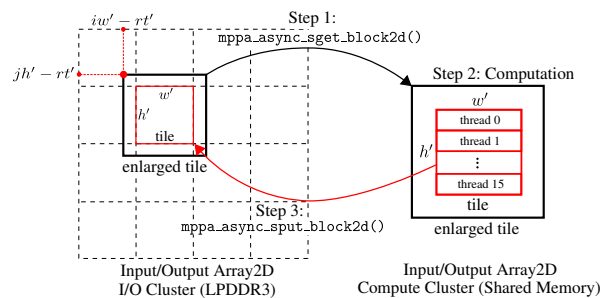 iw′ − rt′
Step 1:
mppa_async_sget_block2d()
jh′ − rt′
Step 2: Computation
w′
h′
tile
enlarged tile
w′
h′
thread 0
thread 1
⋮
thread 15
tile
enlarged tile
Step 3:
mppa_async_sput_block2d()
Input/Output Array2D
I/O Cluster (LPDDR3)
Input/Output Array2D
Compute Cluster (Shared Memory)